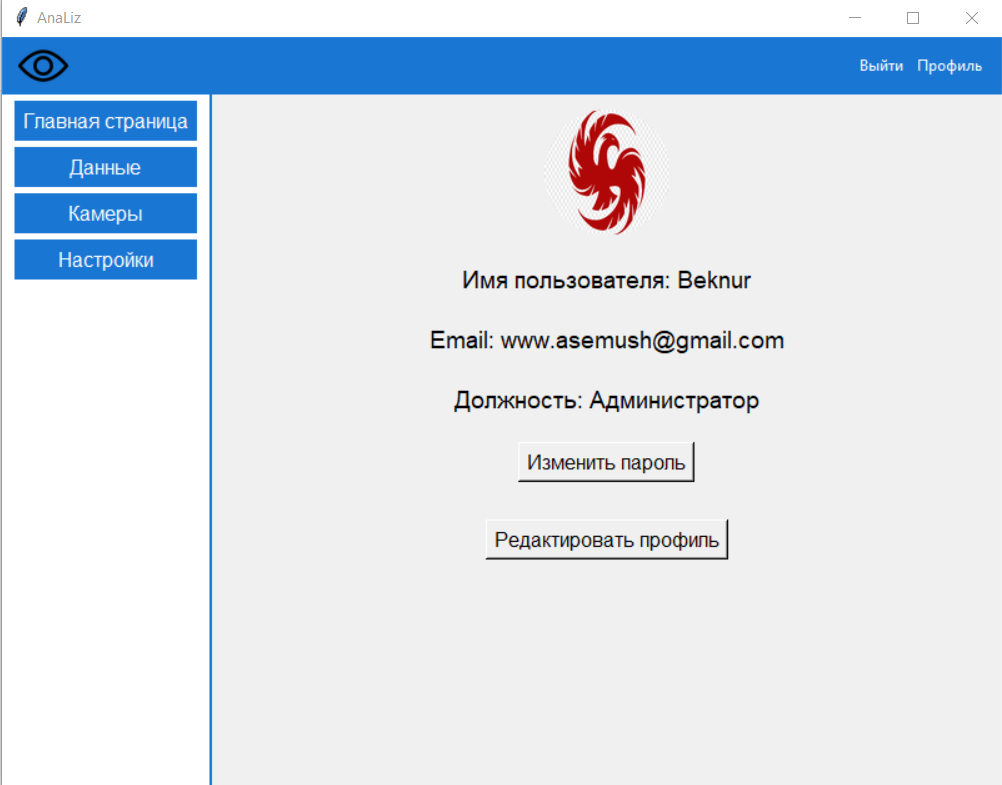 AnaLiz
Выйти Профиль
Главная страница
Данные
Камеры
Настройки
Имя пользователя: Beknur
Email: www.asemush@gmail.com
Должность: Администратор
Изменить пароль
Редактировать профиль